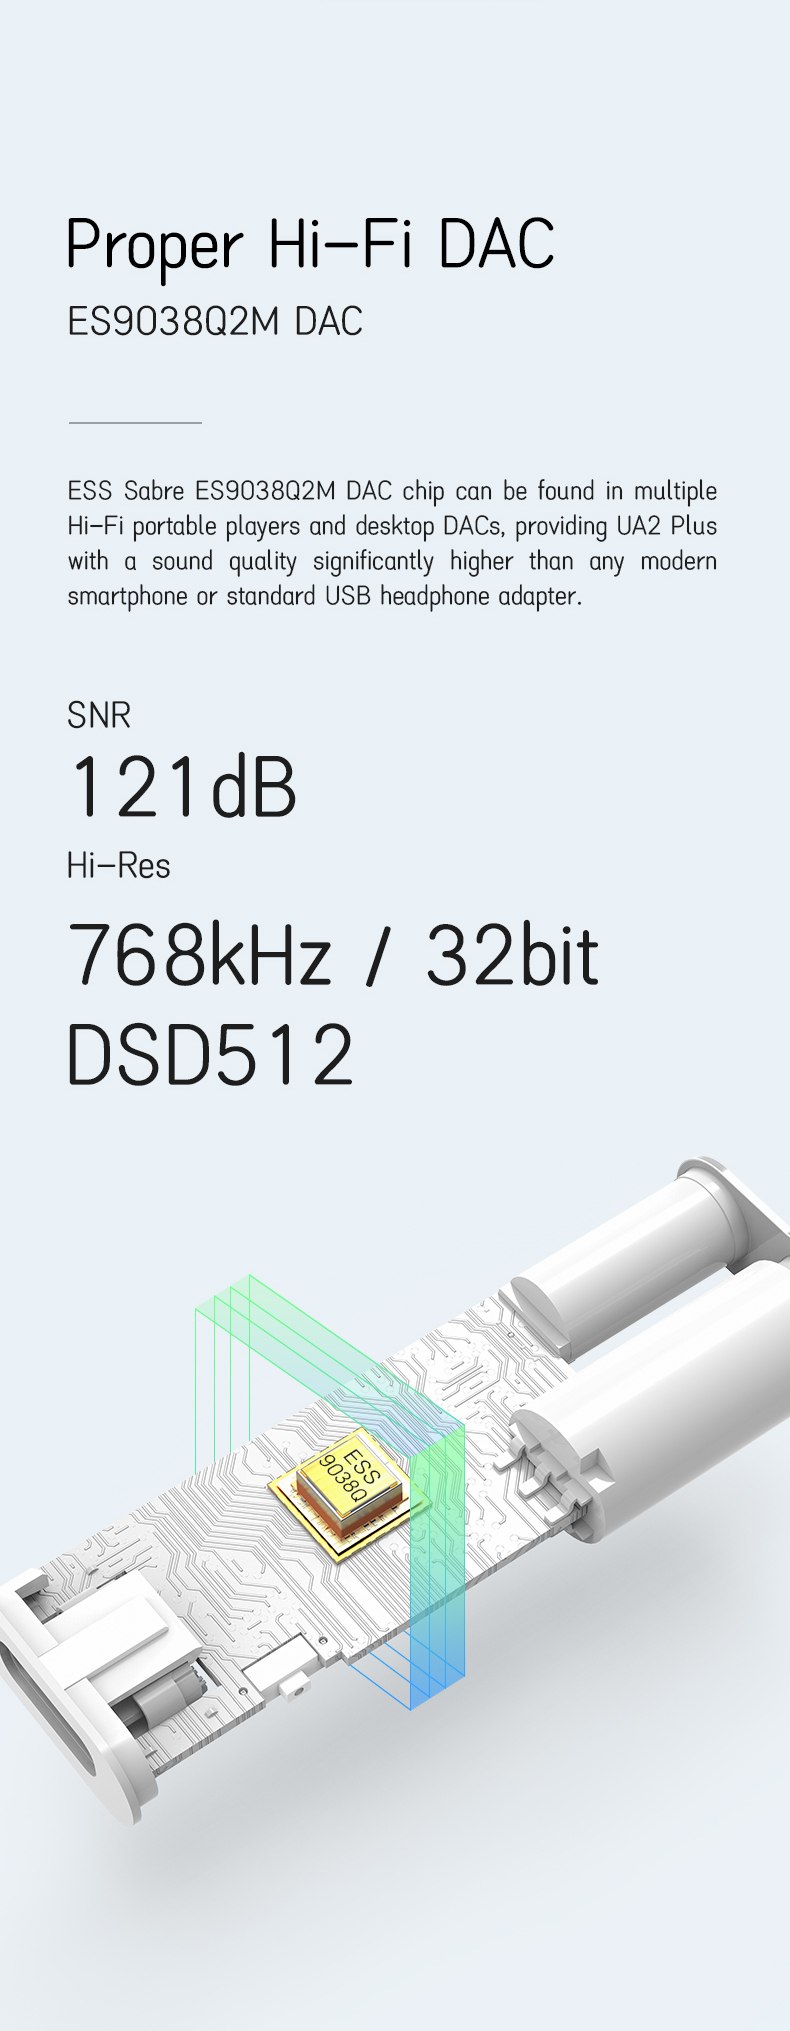 Proper Hi-Fi DAC
ES9038Q2M DAC
ESS Sabre ES9038Q2M DAC chip can be found in multiple
Hi-Fi portable players and desktop DACs, providing UA2 Plus
with a sound quality significantly higher than any modern
smartphone or standard USB headphone adapter.
SNR
121dB
Hi-Res
768kHz / 32bit
DSD512
ESS
9038Q